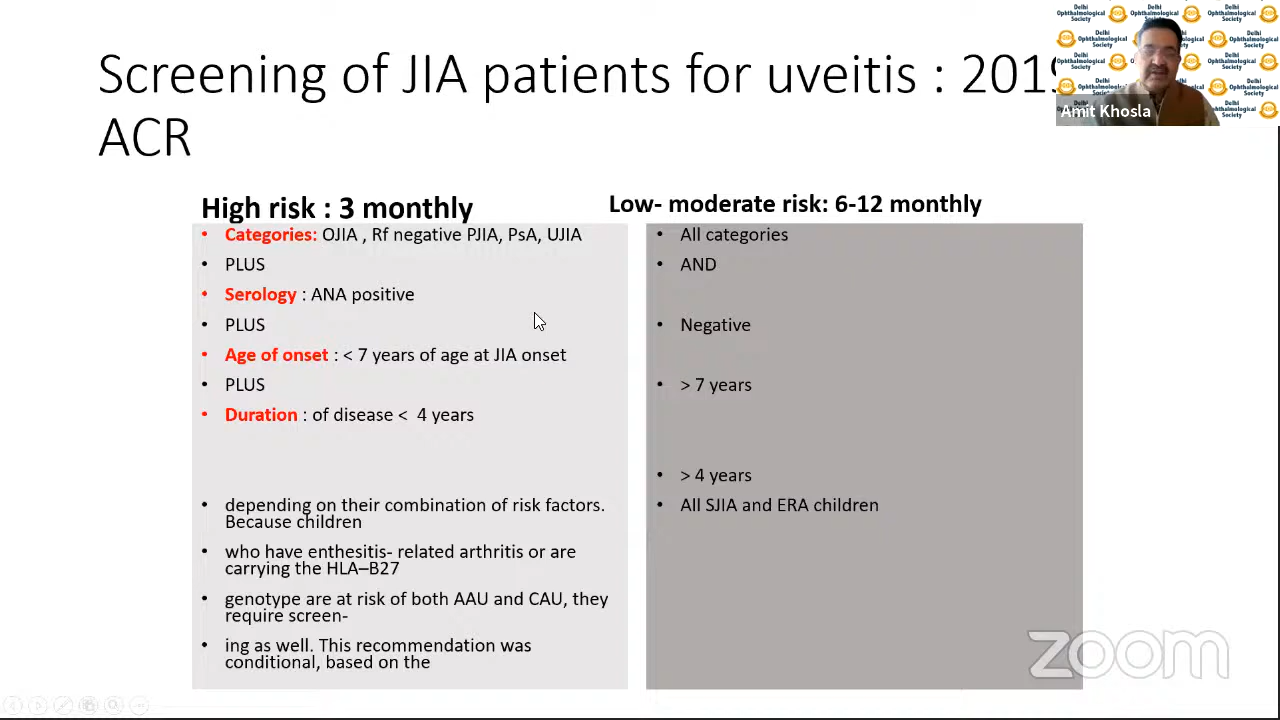 Screening of JIA patients for uveitis : 2019
ACR
High risk : 3 monthly
• Categories: OJIA , Rf negative PJIA, PsA, UJIA
• PLUS
• Serology : ANA positive
• PLUS
• Age of onset : < 7 years of age at JIA onset
• PLUS
• Duration : of disease < 4 years
• depending on their combination of risk factors.
Because children
• who have enthesitis- related arthritis or are
carrying the HLA–B27
• genotype are at risk of both AAU and CAU, they
require screen-
• ing as well. This recommendation was
conditional, based on the
Low- moderate risk: 6-12 monthly
• All categories
• AND
• Negative
• > 7 years
• > 4 years
• All SJIA and ERA children
Delhi
Ophthalmological
Society
Amit Khosla
zoom